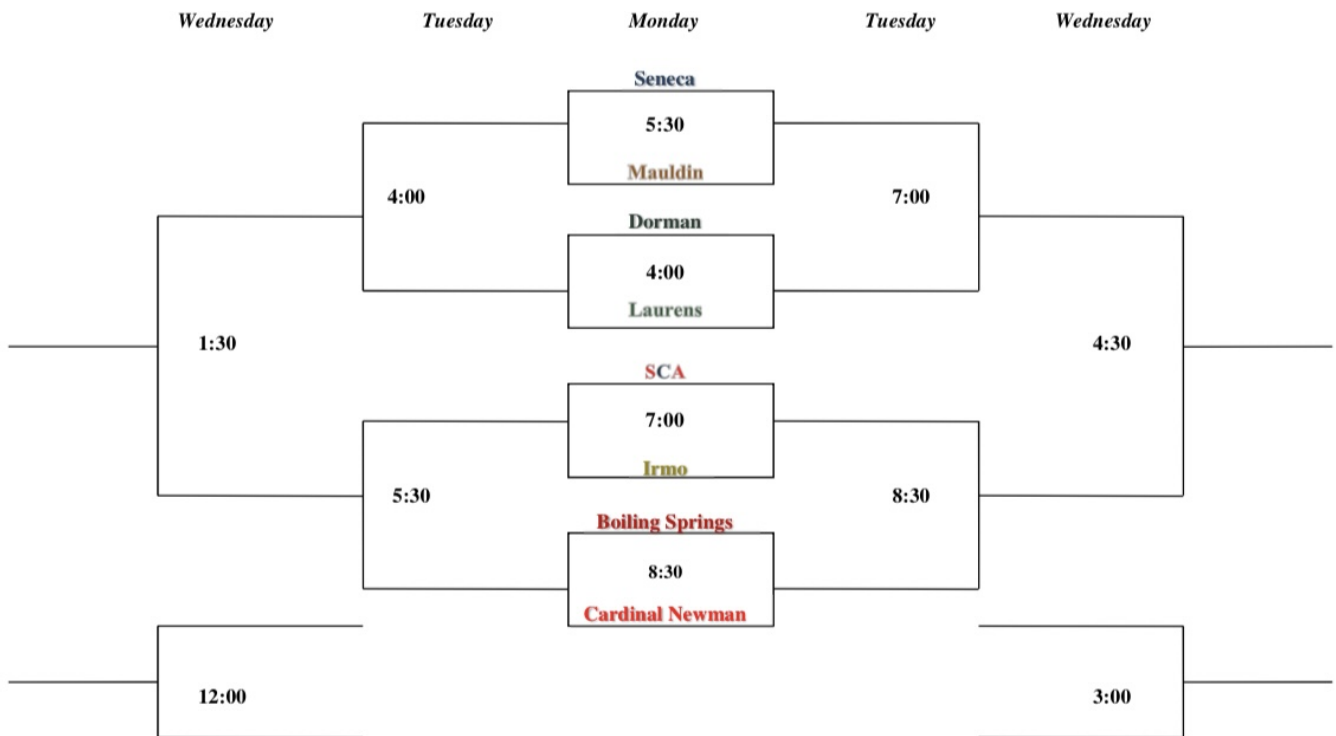 Wednesday Tuesday Monday Tuesday Wednesday
Seneca
5:30
Mauldin
4:00 7:00
Dorman
4:00
Laurens
1:30 4:30
SCA
7:00
Irmo
5:30 8:30
Boiling Springs
8:30
Cardinal Newman
12:00 3:00